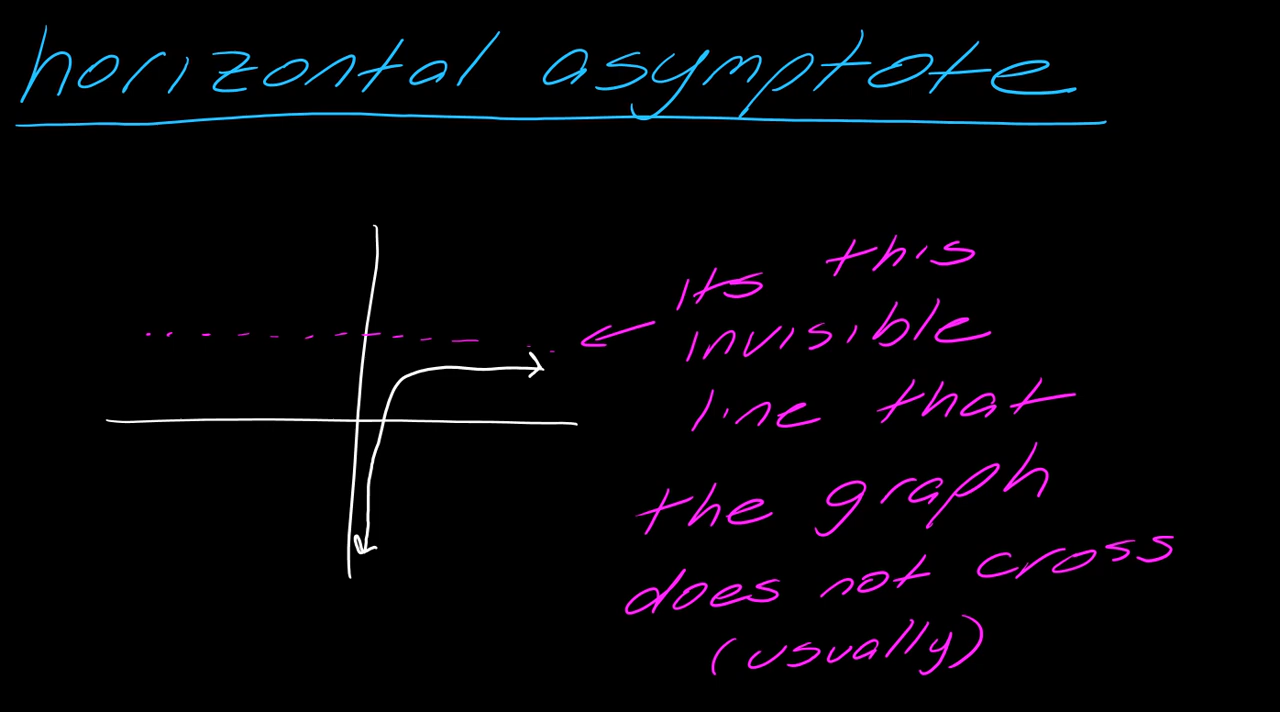 horizontal asymptote
its this
invisible
line that
the graph
does not cross
(usually)